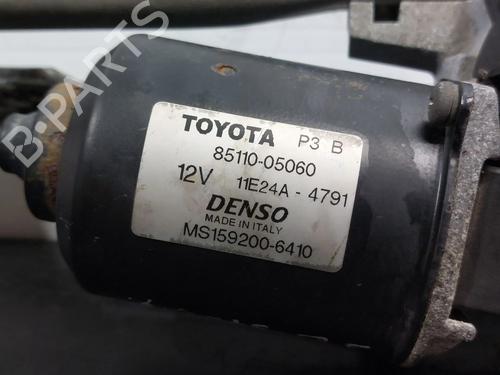 TOYOTA P3 B
85110-05060
12V 11E24A-4791
DENSO
MADE IN ITALY
MS159200-6410
B-PARTS